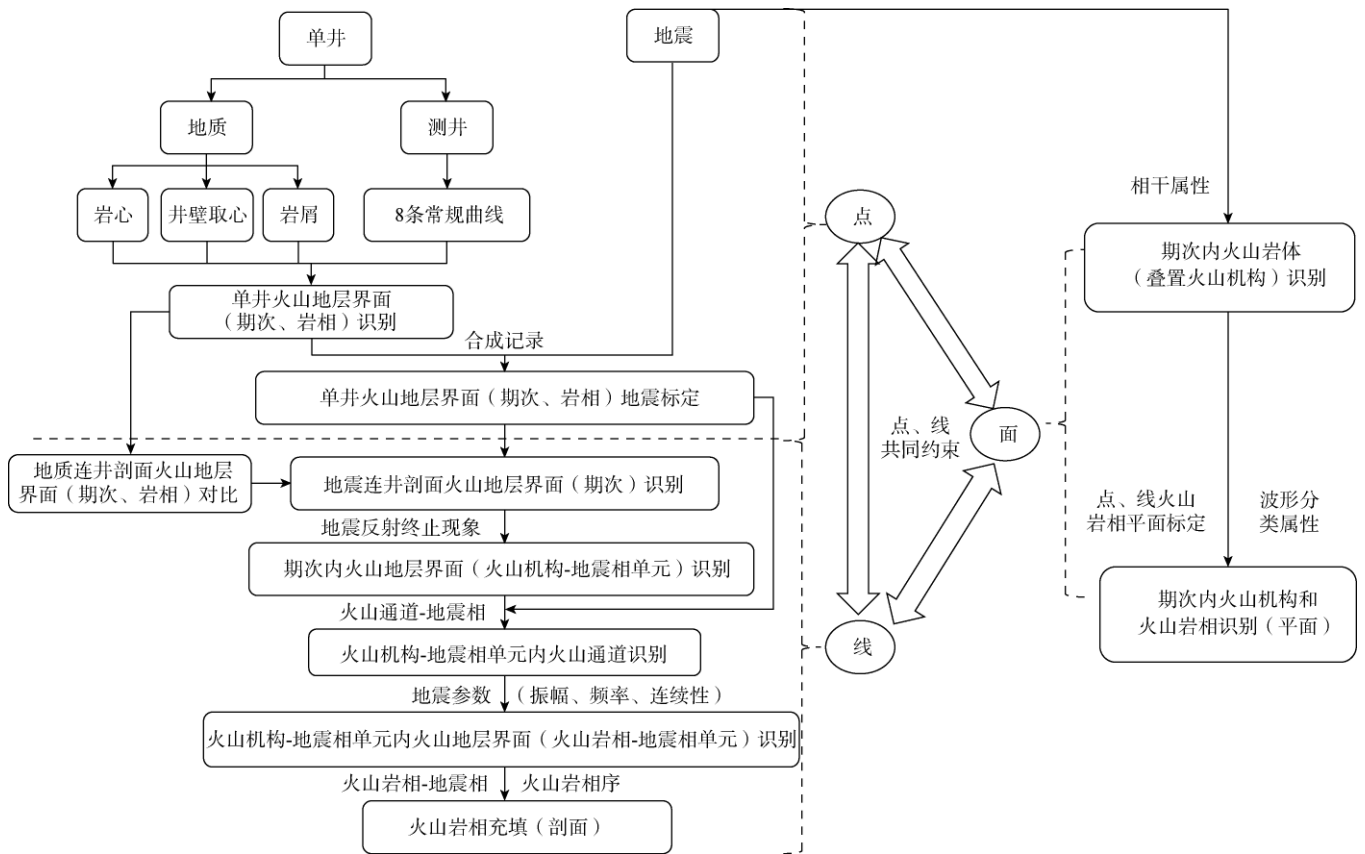 单井
地震
地质
测井
岩心
井壁取心
岩屑
8条常规曲线
单井火山地层界面
（期次、岩相）识别
合成记录
单井火山地层界面（期次、岩相）地震标定
地质连井剖面火山地层
界面（期次、岩相）对比
地震连井剖面火山地层界面（期次）识别
地震反射终止现象
期次内火山地层界面（火山机构-地震相单元）识别
火山通道-地震相
火山机构-地震相单元内火山通道识别
地震参数 （振幅、频率、连续性）
火山机构-地震相单元内火山地层界面（火山岩相-地震相单元）识别
火山岩相-地震相 火山岩相序
火山岩相充填（剖面）
点
点、线
共同约束
面
线
相干属性
期次内火山岩体
（叠置火山机构）识别
点、线火山
岩相平面标定
波形分
类属性
期次内火山机构和
火山岩相识别（平面）